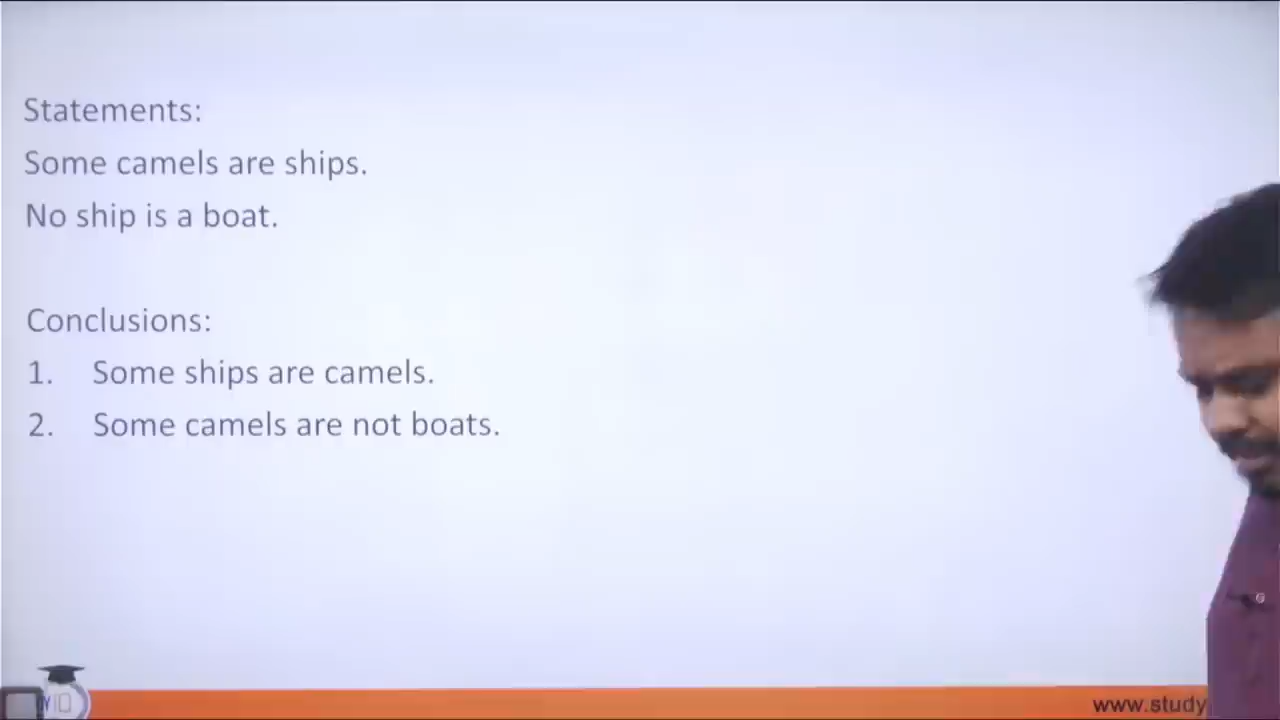 Statements:
Some camels are ships.
No ship is a boat.
Conclusions:
1. Some ships are camels.
2. Some camels are not boats.
www.study